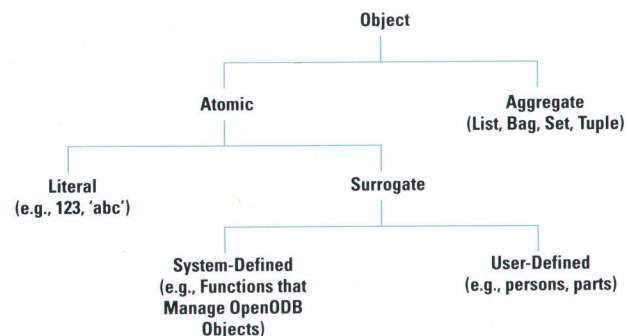 Object
Atomic
Aggregate
(List, Bag, Set, Tuple)
Literal
(e.g., 123, ‘abc’)
Surrogate
System-Defined
(e.g., Functions that
Manage OpenODB
Objects)
User-Defined
(e.g., persons, parts)